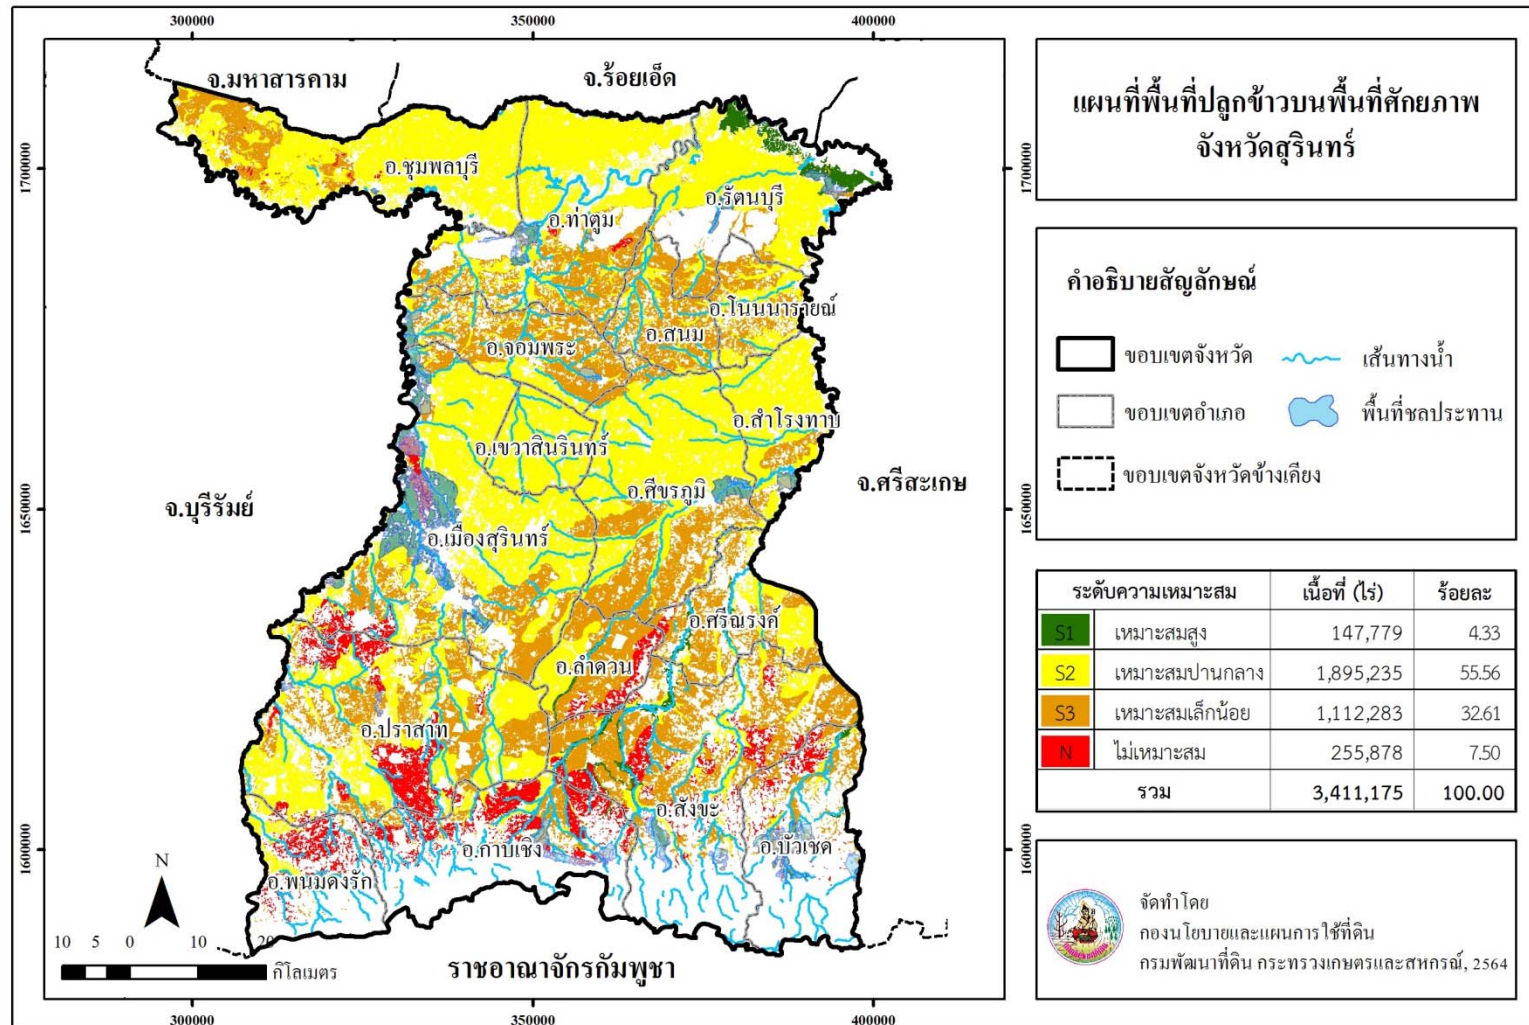 300000
350000
400000
จ.มหาสารคาม
จ.ร้อยเอ็ด
1700000
1700000
อ.ชุมพลบุรี
อ.รัตนบุรี
อ.ท่าตูม
อ.โนนนารายณ์
อ.สนม
อ.จอมพระ
อ.สำโรงทาบ
อ.เขวาสินรินทร์
อ.ศีขรภูมิ
จ.ศรีสะเกษ
จ.บุรีรัมย์
1650000
1650000
อ.เมืองสุรินทร์
อ.ศรีณรงค์
อ.ลำดวน
อ.ปราสาท
อ.สังขะ
อ.กาบเชิง
อ.บัวเชด
1600000
1600000
อ.พนมดงรัก
N
10 5 0 10 20
กิโลเมตร
ราชอาณาจักรกัมพูชา
300000
350000
400000
แผนที่พื้นที่ปลูกข้าวบนพื้นที่ศักยภาพ
จังหวัดสุรินทร์
คำอธิบายสัญลักษณ์
ขอบเขตจังหวัด
เส้นทางน้ำ
ขอบเขตอำเภอ
พื้นที่ชลประทาน
ขอบเขตจังหวัดข้างเคียง
ระดับความเหมาะสม เนื้อที่ (ไร่) ร้อยละ
S1 เหมาะสมสูง 147,779 4.33
S2 เหมาะสมปานกลาง 1,895,235 55.56
S3 เหมาะสมเล็กน้อย 1,112,283 32.61
N ไม่เหมาะสม 255,878 7.50
รวม 3,411,175 100.00
จัดทำโดย
กองนโยบายและแผนการใช้ที่ดิน
กรมพัฒนาที่ดิน กระทรวงเกษตรและสหกรณ์, 2564